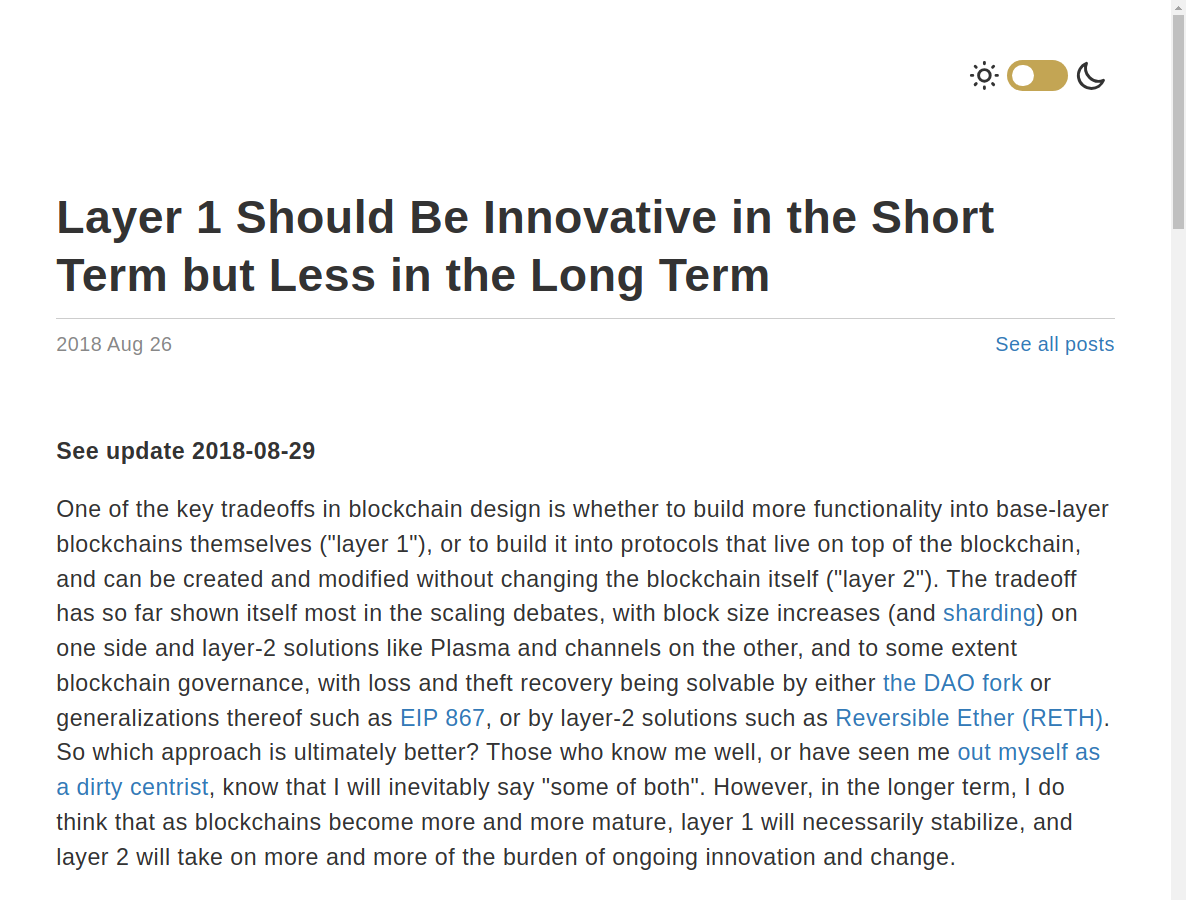 Layer 1 Should Be Innovative in the Short
Term but Less in the Long Term
2018 Aug 26
See all posts
See update 2018-08-29
One of the key tradeoffs in blockchain design is whether to build more functionality into base-layer
blockchains themselves ("layer 1"), or to build it into protocols that live on top of the blockchain,
and can be created and modified without changing the blockchain itself ("layer 2"). The tradeoff
has so far shown itself most in the scaling debates, with block size increases (and sharding) on
one side and layer-2 solutions like Plasma and channels on the other, and to some extent
blockchain governance, with loss and theft recovery being solvable by either the DAO fork or
generalizations thereof such as EIP 867, or by layer-2 solutions such as Reversible Ether (RETH).
So which approach is ultimately better? Those who know me well, or have seen me out myself as
a dirty centrist, know that I will inevitably say "some of both". However, in the longer term, I do
think that as blockchains become more and more mature, layer 1 will necessarily stabilize, and
layer 2 will take on more and more of the burden of ongoing innovation and change.